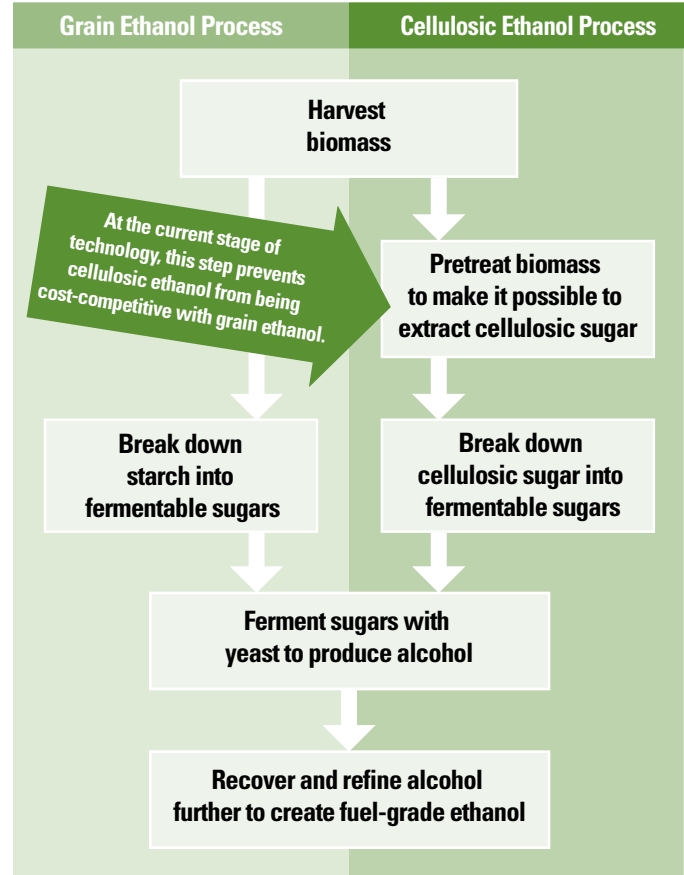 Grain Ethanol Process
Cellulosic Ethanol Process
Harvest
biomass
At the current stage of
technology, this step prevents
cellulosic ethanol from being
cost-competitive with grain ethanol.
Pretreat biomass
to make it possible to
extract cellulosic sugar
Break down
starch into
fermentable sugars
Break down
cellulosic sugar into
fermentable sugars
Ferment sugars with
yeast to produce alcohol
Recover and refine alcohol
further to create fuel-grade ethanol